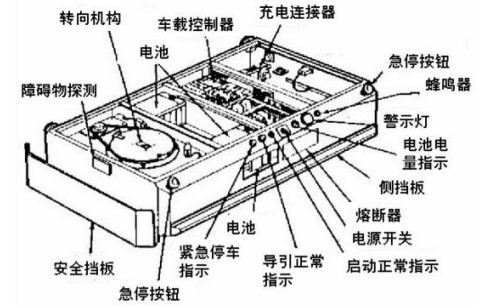 转向机构
车载控制器
充电连接器
电池
急停按钮
障碍物探测
蜂鸣器
警示灯
电池电
量指示
侧挡板
熔断器
电源开关
电池
紧急停车
指示
导引正常
指示
启动正常指示
安全挡板
急停按钮